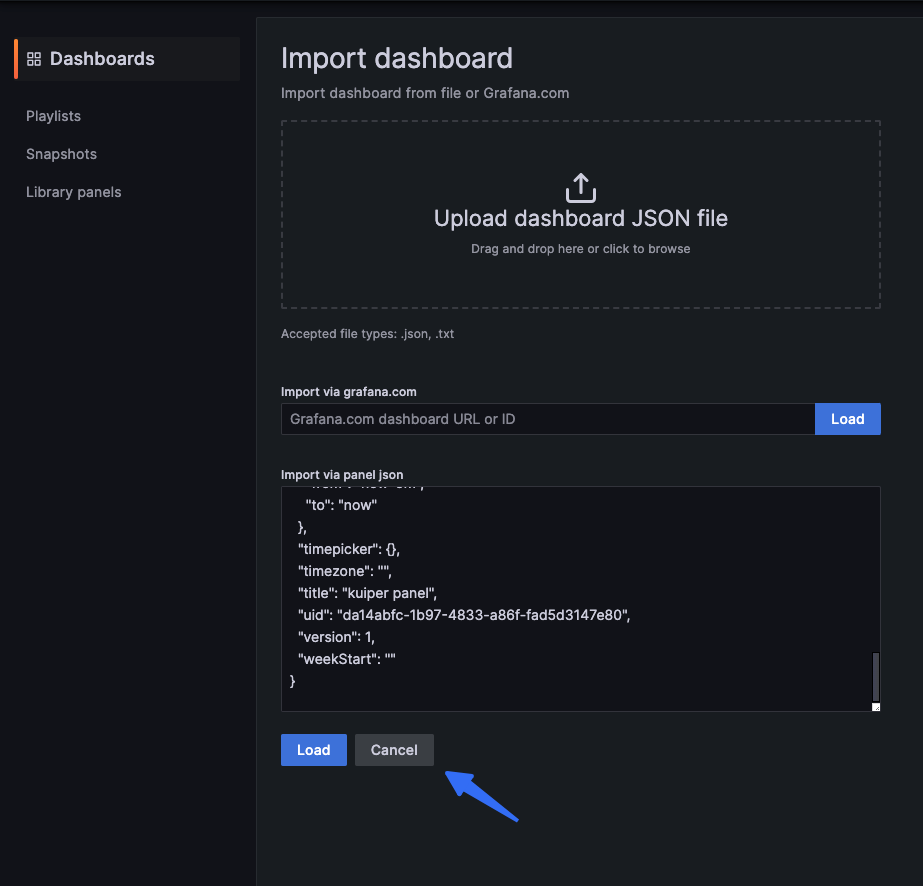 Dashboards
Playlists
Snapshots
Library panels
Import dashboard
Import dashboard from file or Grafana.com
Upload dashboard JSON file
Drag and drop here or click to browse
Accepted file types: .json, .txt
Import via grafana.com
Grafana.com dashboard URL or ID
Load
Import via panel json
"to": "now"
},
"timepicker": {},
"timezone": "",
"title": "kuiper panel",
"uid": "da14abfc-1b97-4833-a86f-fad5d3147e80",
"version": 1,
"weekStart": ""
}
Load
Cancel